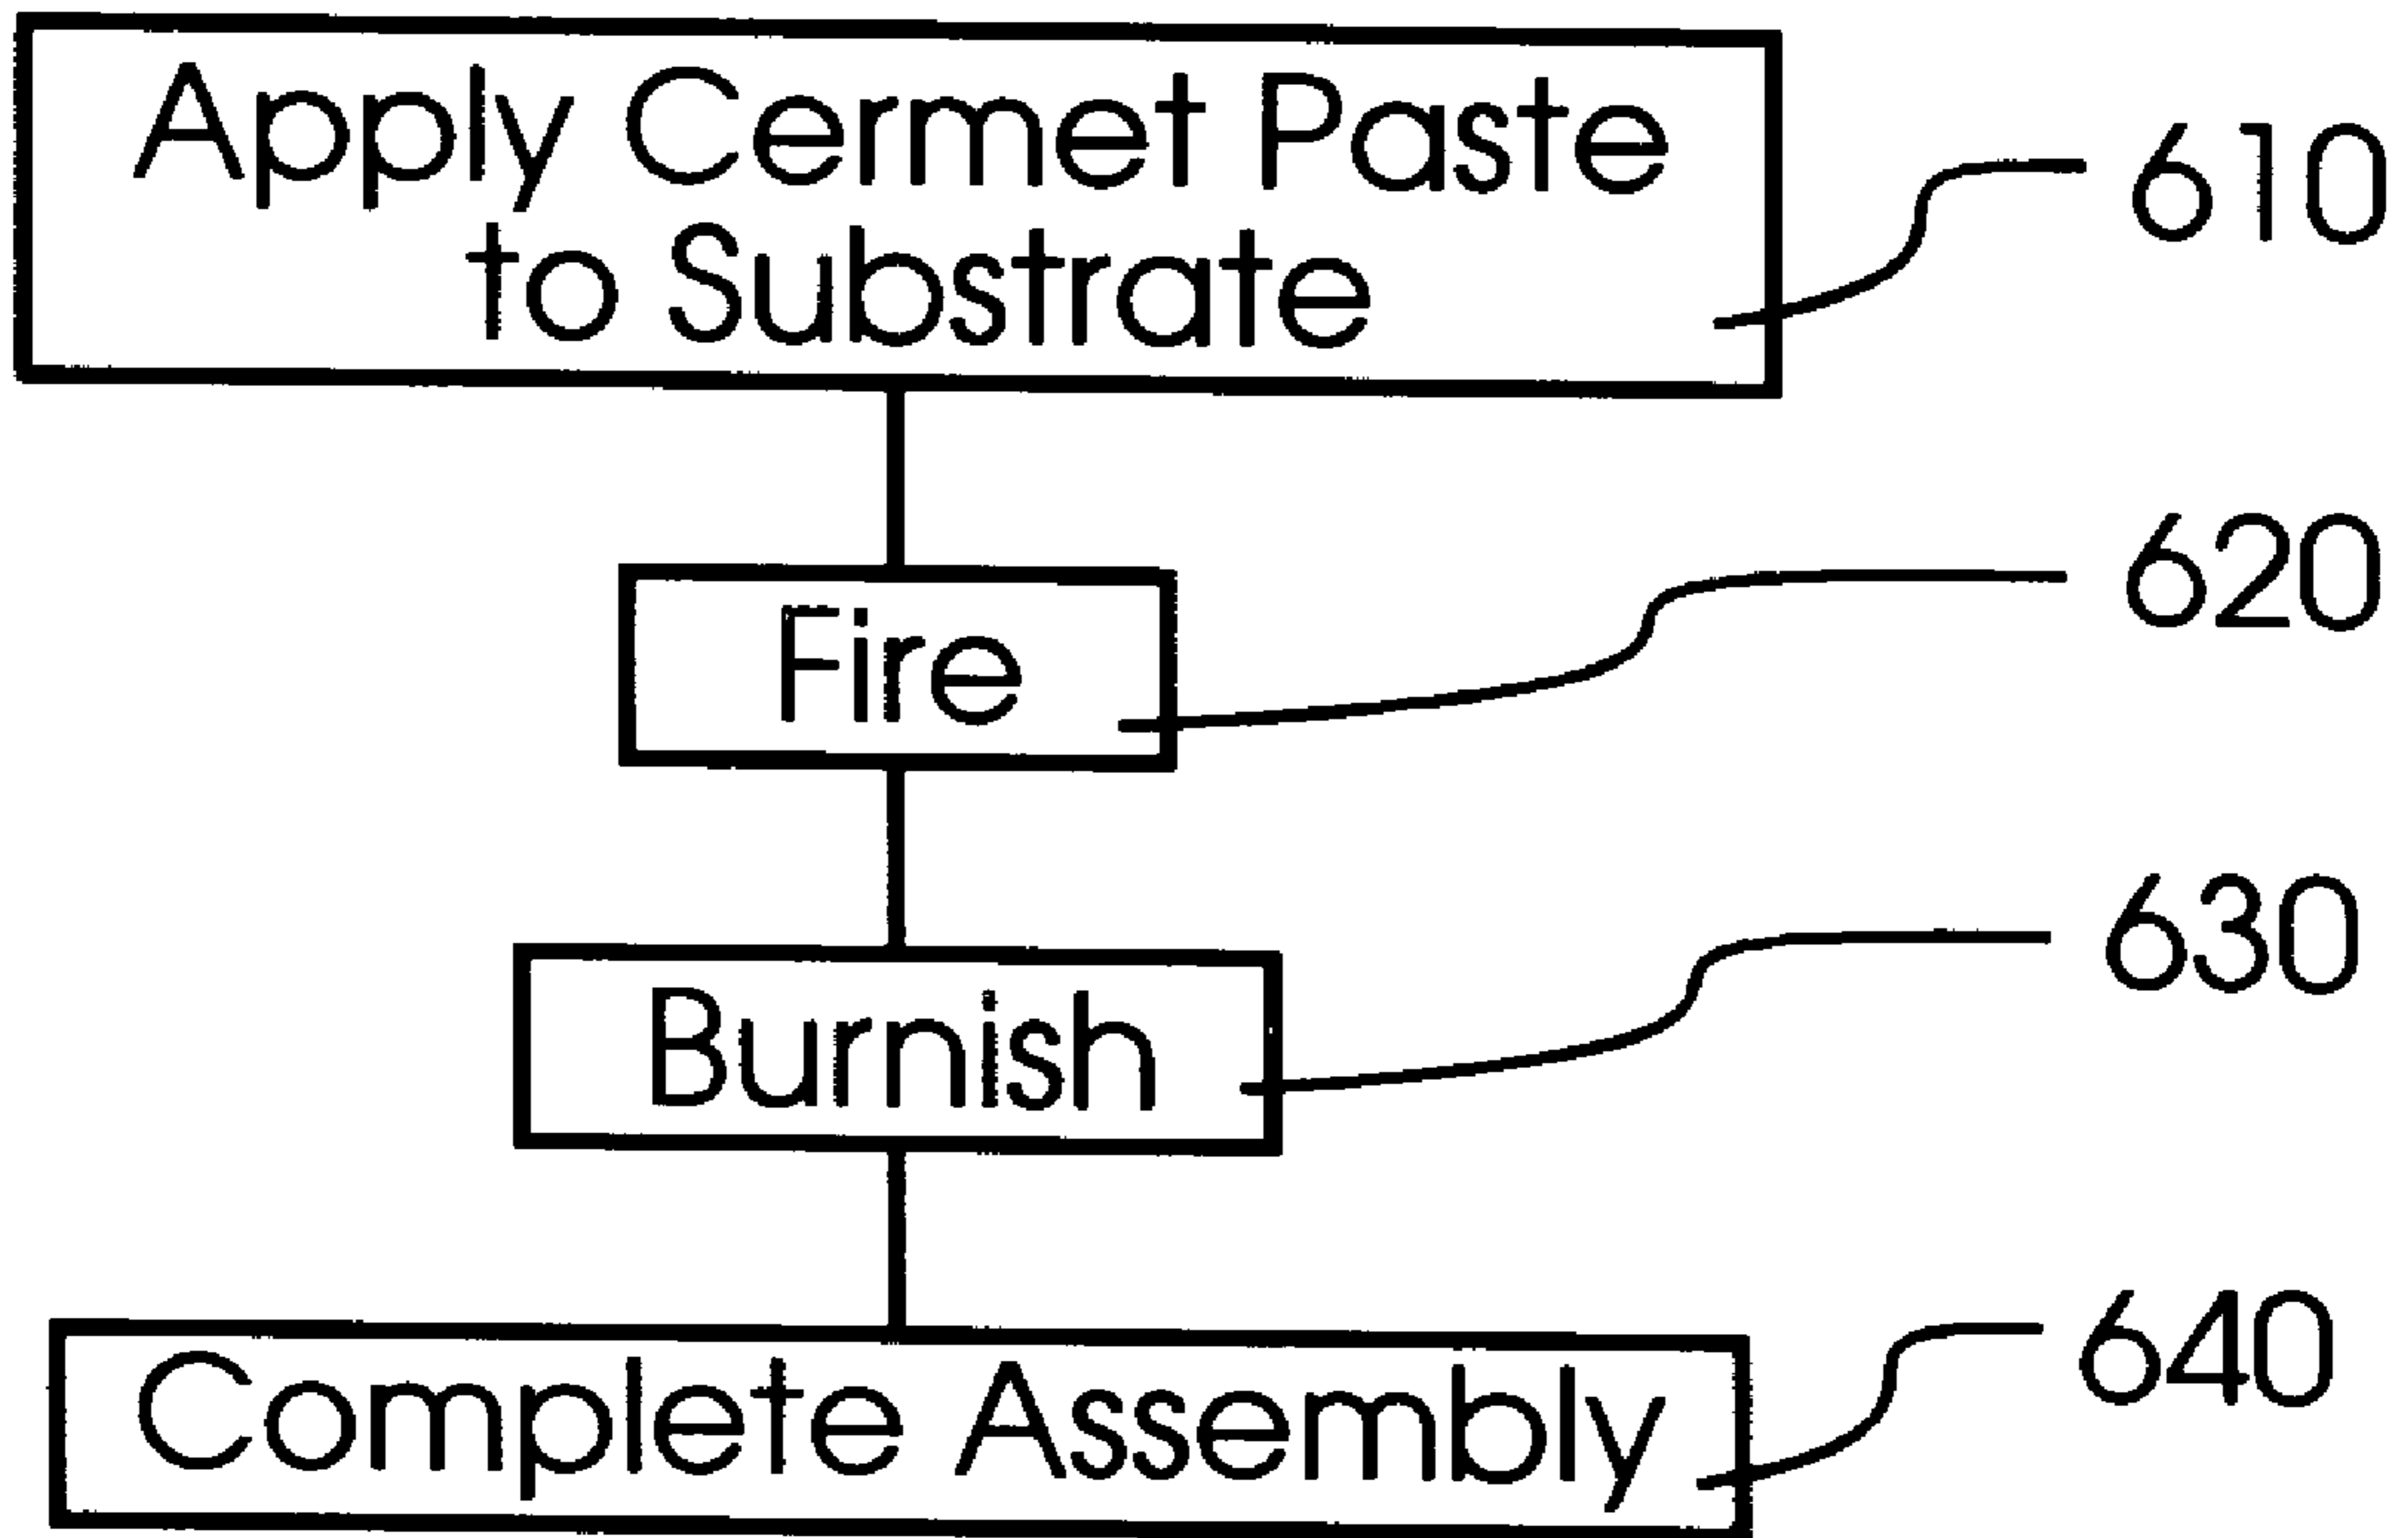 Apply Cermet Paste
to Substrate
610
Fire
620
Burnish
630
Complete Assembly
640